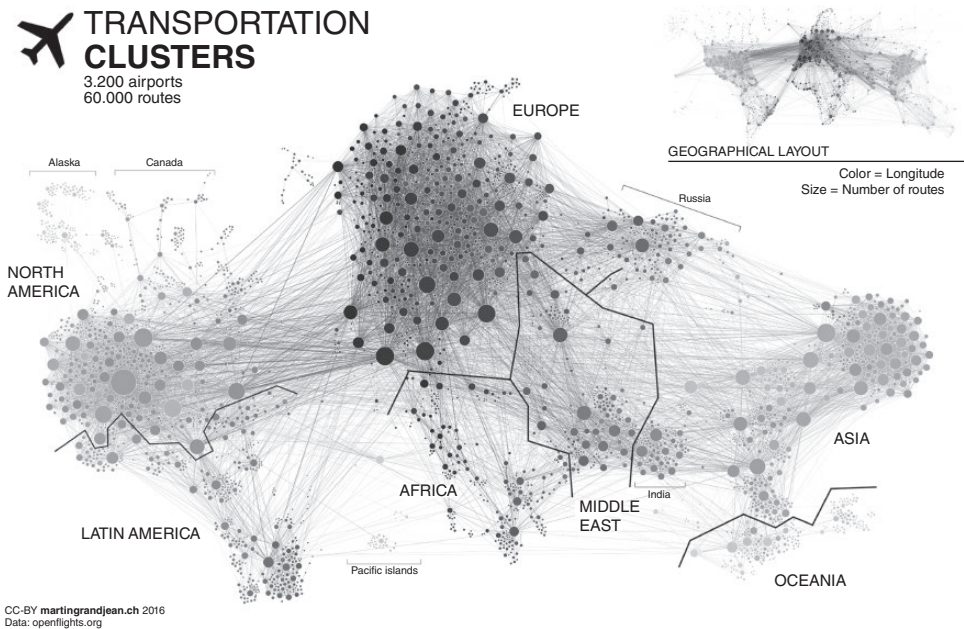 TRANSPORTATION
CLUSTERS
3.200 airports
60.000 routes
EUROPE
GEOGRAPHICAL LAYOUT
Color = Longitude
Size = Number of routes
Alaska
Canada
Russia
NORTH
AMERICA
ASIA
AFRICA
India
MIDDLE
EAST
LATIN AMERICA
Pacific islands
OCEANIA
CC-BY martingrandjean.ch 2016
Data: openflights.org